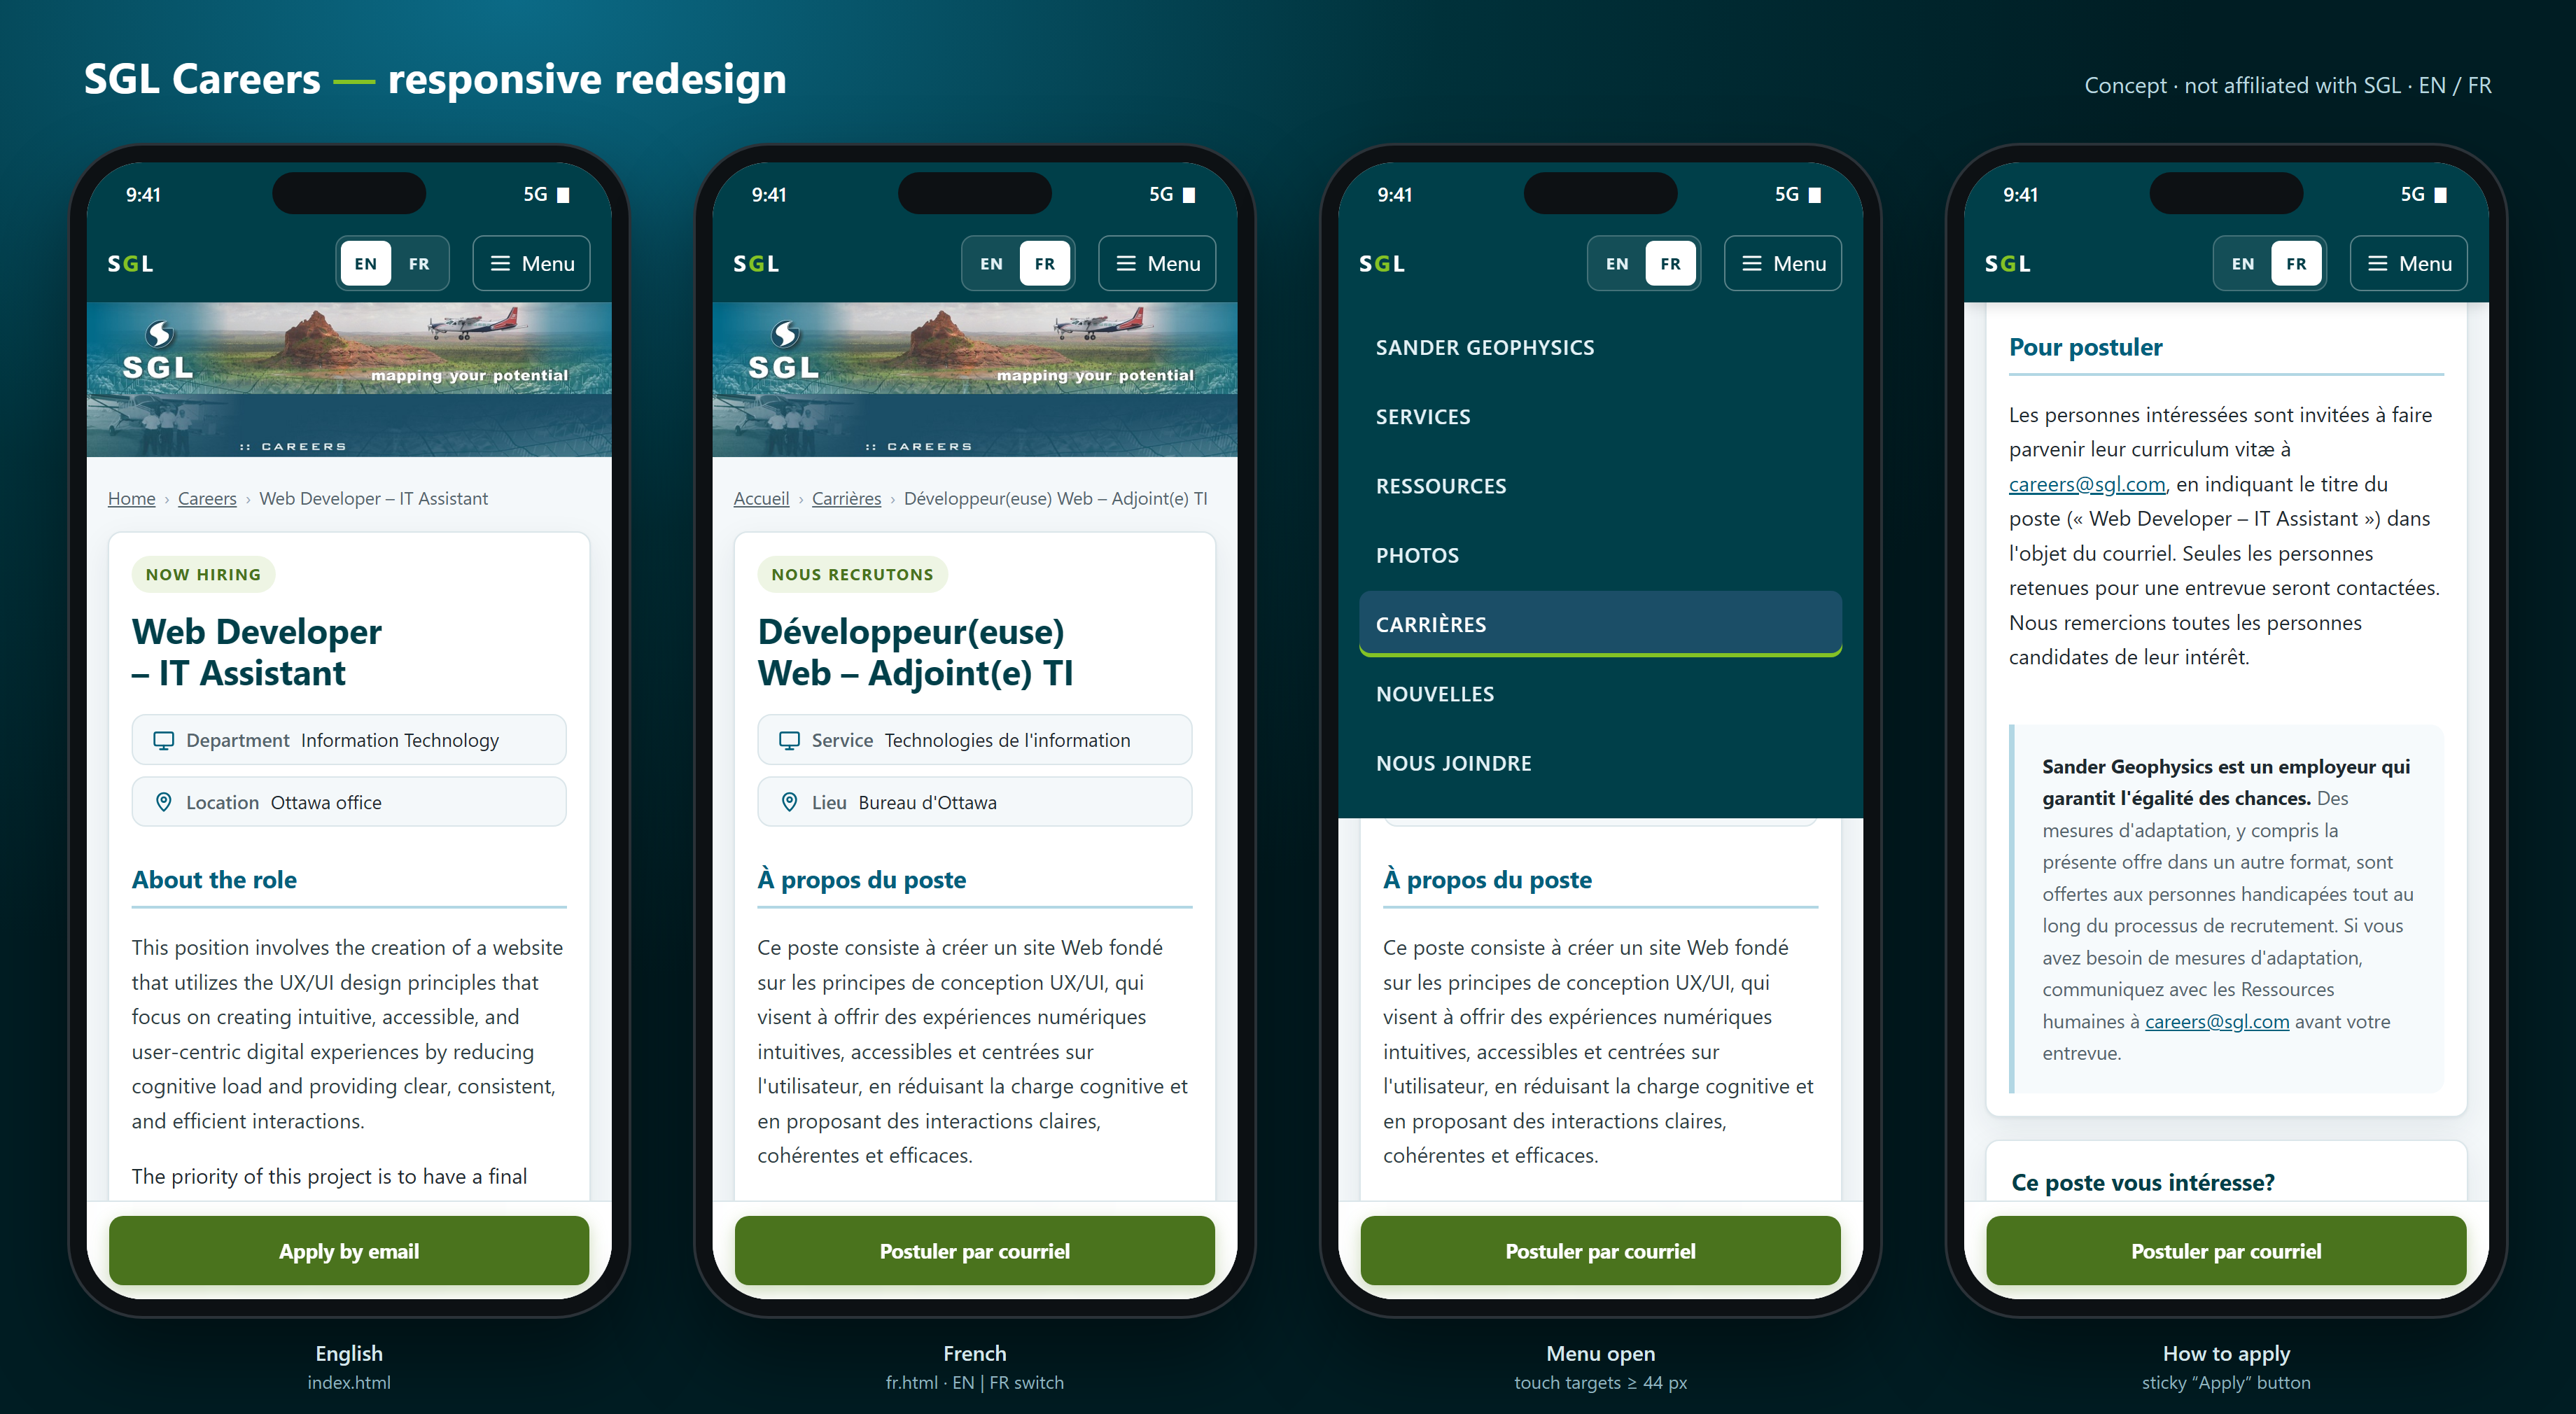 SGL Careers — responsive redesign
Concept · not affiliated with SGL · EN / FR
9:41
5G
SGL
EN FR
Menu
SGL
mapping your potential
:: CAREERS
Home › Careers › Web Developer – IT Assistant
NOW HIRING
Web Developer
– IT Assistant
Department Information Technology
Location Ottawa office
About the role
This position involves the creation of a website
that utilizes the UX/UI design principles that
focus on creating intuitive, accessible, and
user-centric digital experiences by reducing
cognitive load and providing clear, consistent,
and efficient interactions.
The priority of this project is to have a final
Apply by email
English
index.html
9:41
5G
SGL
EN FR
Menu
SGL
mapping your potential
:: CAREERS
Accueil › Carrières › Développeur(euse) Web – Adjoint(e) TI
NOUS RECRUTONS
Développeur(euse)
Web – Adjoint(e) TI
Service Technologies de l'information
Lieu Bureau d'Ottawa
À propos du poste
Ce poste consiste à créer un site Web fondé
sur les principes de conception UX/UI, qui
visent à offrir des expériences numériques
intuitives, accessibles et centrées sur
l'utilisateur, en réduisant la charge cognitive et
en proposant des interactions claires,
cohérentes et efficaces.
Postuler par courriel
French
fr.html · EN | FR switch
9:41
5G
SGL
EN FR
Menu
SANDER GEOPHYSICS
SERVICES
RESSOURCES
PHOTOS
CARRIÈRES
NOUVELLES
NOUS JOINDRE
À propos du poste
Ce poste consiste à créer un site Web fondé
sur les principes de conception UX/UI, qui
visent à offrir des expériences numériques
intuitives, accessibles et centrées sur
l'utilisateur, en réduisant la charge cognitive et
en proposant des interactions claires,
cohérentes et efficaces.
Postuler par courriel
Menu open
touch targets ≥ 44 px
9:41
5G
SGL
EN FR
Menu
Pour postuler
Les personnes intéressées sont invitées à faire
parvenir leur curriculum vitæ à
careers@sgl.com, en indiquant le titre du
poste (« Web Developer – IT Assistant ») dans
l'objet du courriel. Seules les personnes
retenues pour une entrevue seront contactées.
Nous remercions toutes les personnes
candidates de leur intérêt.
Sander Geophysics est un employeur qui
garantit l'égalité des chances. Des
mesures d'adaptation, y compris la
présente offre dans un autre format, sont
offertes aux personnes handicapées tout au
long du processus de recrutement. Si vous
avez besoin de mesures d'adaptation,
communiquez avec les Ressources
humaines à careers@sgl.com avant votre
entrevue.
Ce poste vous intéresse?
Postuler par courriel
How to apply
sticky “Apply” button